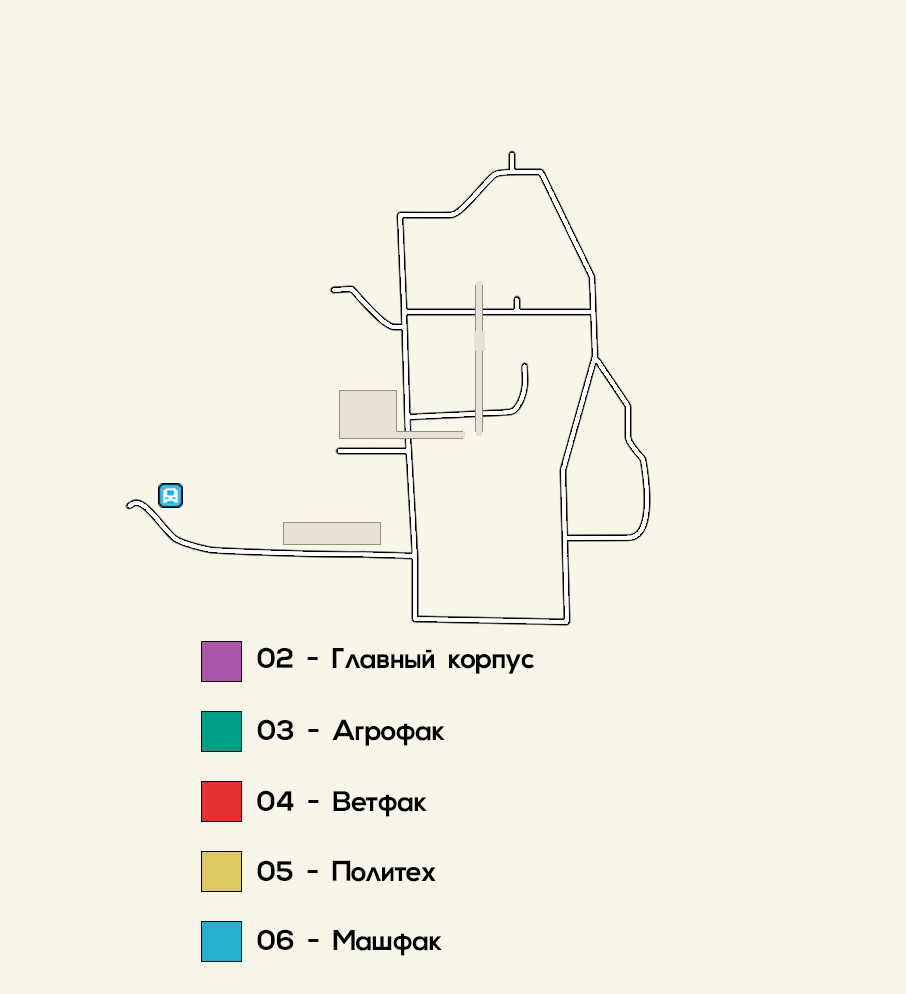 02 - Главный корпус
03 - Агрофак
04 - Ветфак
05 - Политех
06 - Машфак